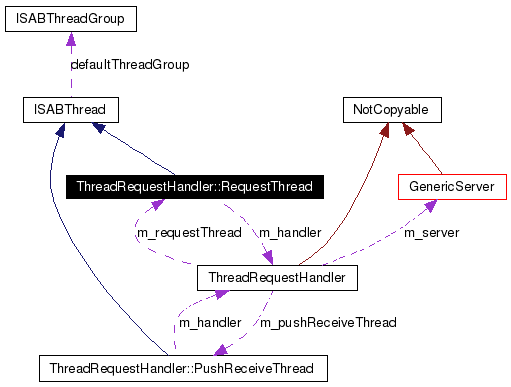 ISABThreadGroup
defaultThreadGroup
ISABThread
NotCopyable
ThreadRequestHandler::RequestThread
GenericServer
m_requestThread
m_handler
m_server
ThreadRequestHandler
m_handler
m_pushReceiveThread
ThreadRequestHandler::PushReceiveThread